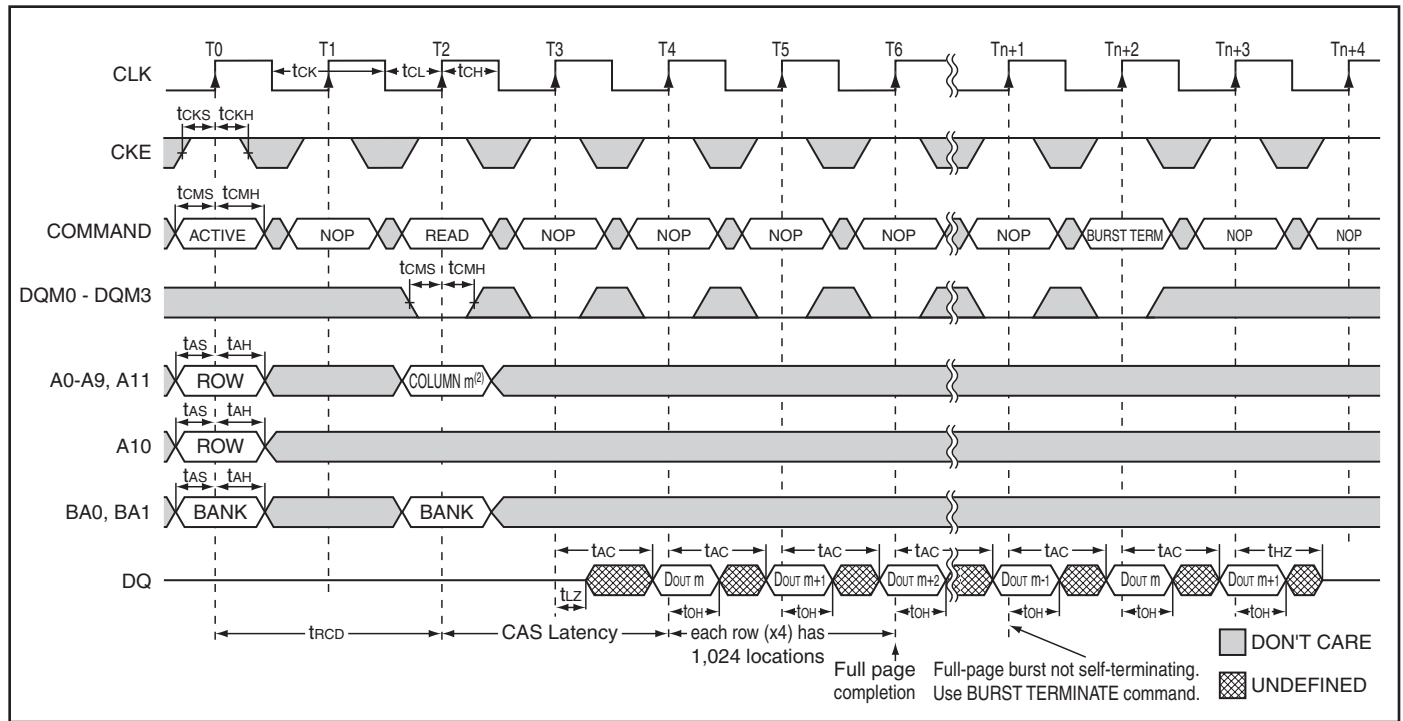 T0 T1 T2 T3 T4 T5 T6 Tn+1 Tn+2 Tn+3 Tn+4
CLK
tCK tCL tCH
tCKS tCKH
CKE
tCMS tCMH
COMMAND ACTIVE NOP READ NOP NOP NOP NOP NOP BURST TERM NOP NOP
tCMS tCMH
DQM0 - DQM3
tAS tAH
A0-A9, A11 ROW COLUMN m(2)
tAS tAH
A10 ROW
tAS tAH
BA0, BA1 BANK BANK
tAC tAC tAC tAC tAC tAC tHZ
DQ DOUT m DOUT m+1 DOUT m+2 DOUT m-1 DOUT m DOUT m+1
tLZ tOH tOH tOH tOH tOH tOH
tRCD CAS Latency each row (x4) has
1,024 locations
Full page
completion
Full-page burst not self-terminating.
Use BURST TERMINATE command.
DON'T CARE
UNDEFINED